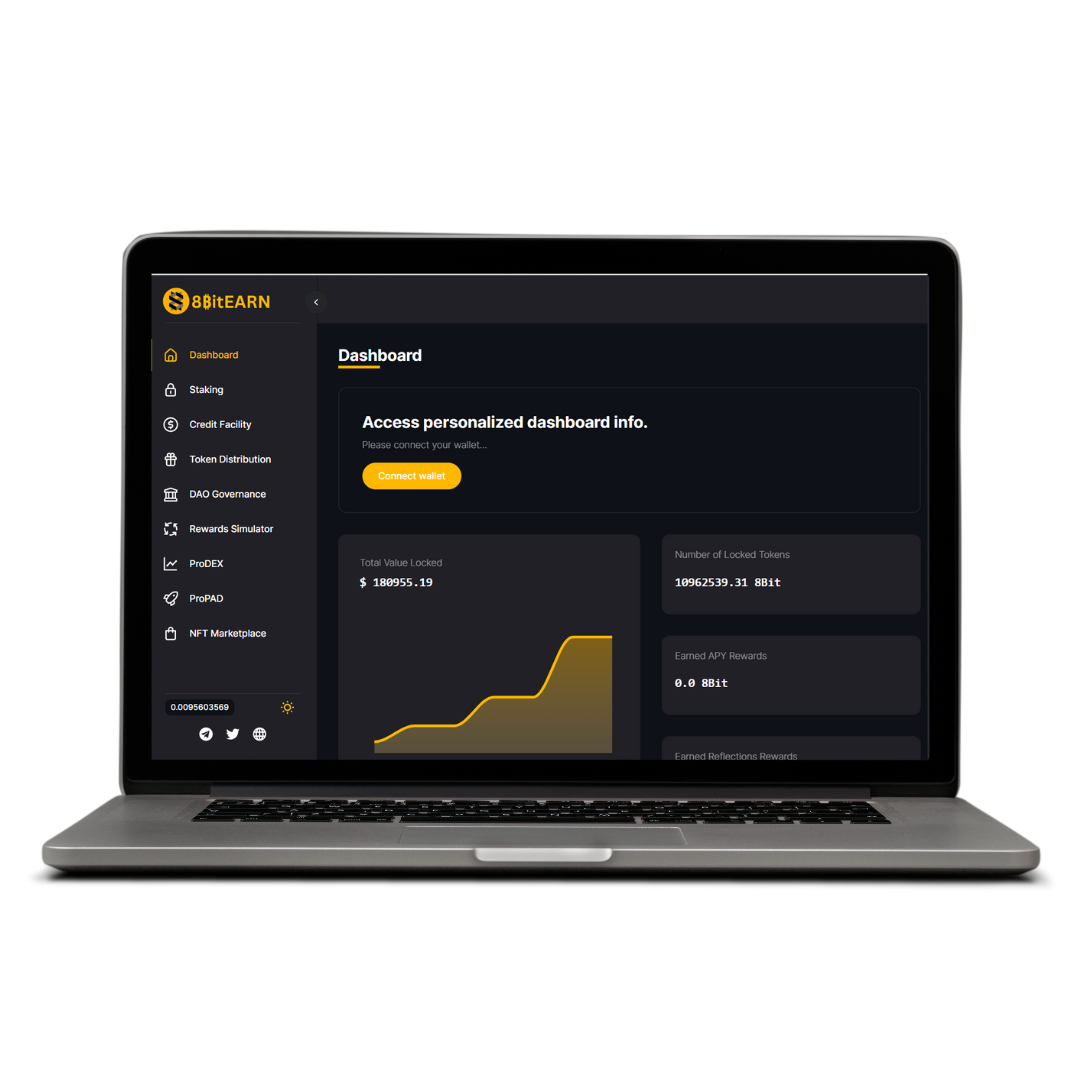 8₿itEARN
Dashboard
Staking
Credit Facility
Token Distribution
DAO Governance
Rewards Simulator
ProDEX
ProPAD
NFT Marketplace
0.0095603569
Dashboard
Access personalized dashboard info.
Please connect your wallet...
Connect wallet
Total Value Locked
$ 180955.19
Number of Locked Tokens
10962539.31 8Bit
Earned APY Rewards
0.0 8Bit
Earned Reflections Rewards